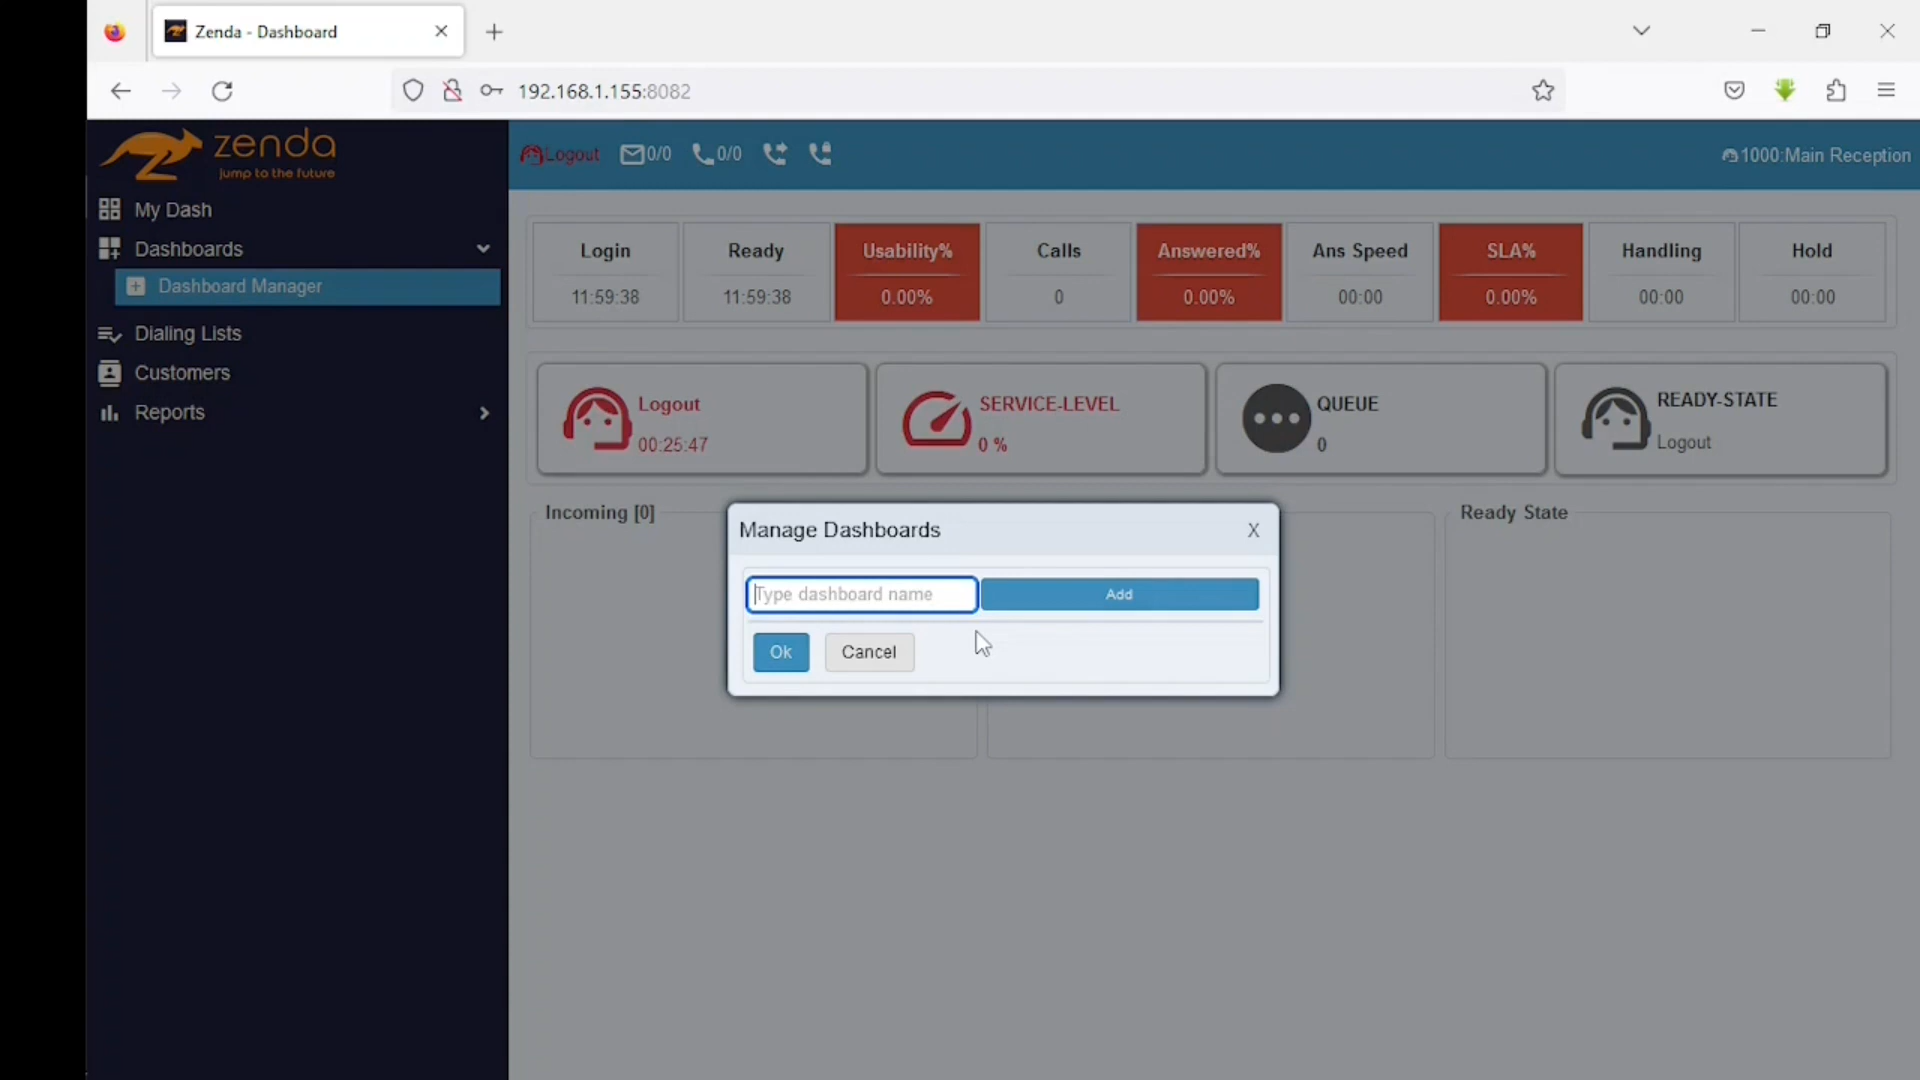 Zenda - Dashboard
192.168.1.155:8082
zenda
jump to the future
Logout 0/0 0/0 1000:Main Reception
My Dash
Dashboards
Dashboard Manager
Dialing Lists
Customers
Reports
Login Ready Usability% Calls Answered% Ans Speed SLA% Handling Hold
11:59:38 11:59:38 0.00% 0 0.00% 00:00 0.00% 00:00 00:00
Logout SERVICE-LEVEL QUEUE READY-STATE
00:25:47 0 % 0 Logout
Incoming [0] Ready State
Manage Dashboards X
Type dashboard name Add
Ok Cancel